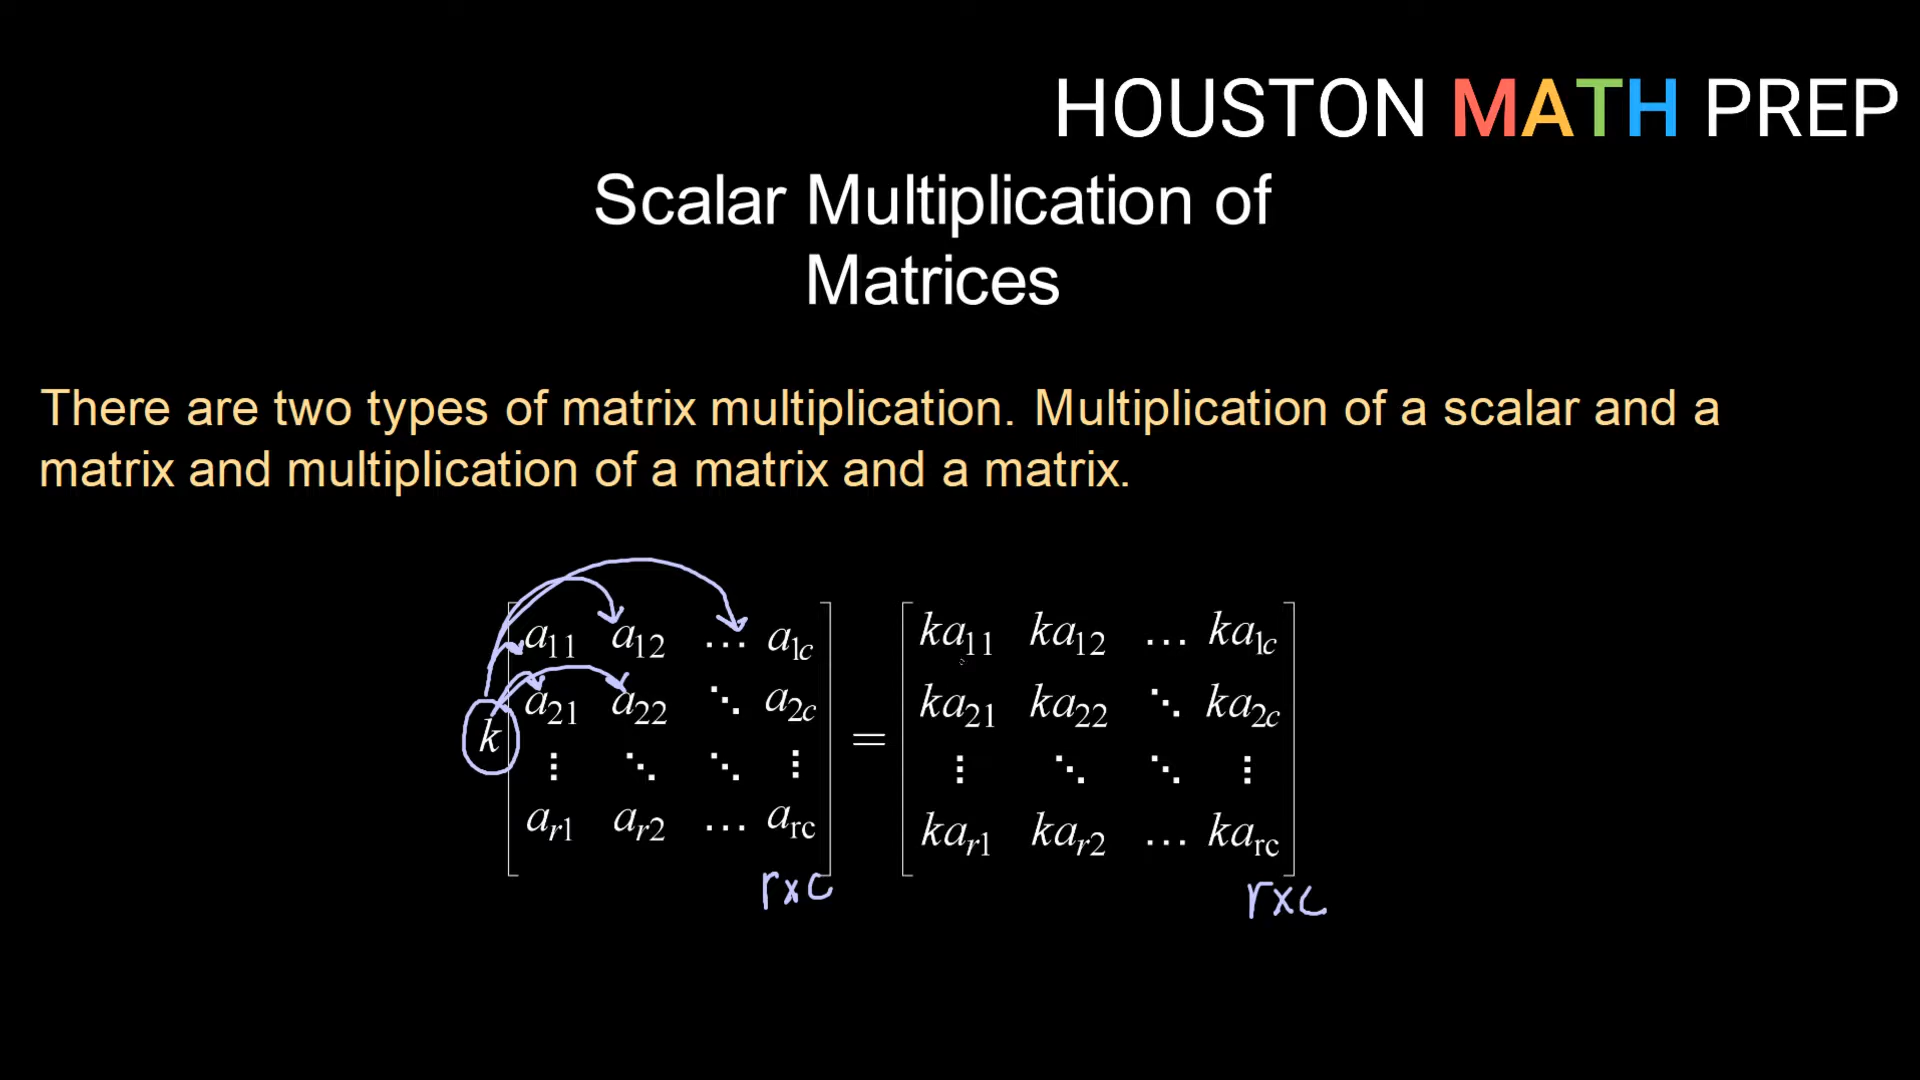 HOUSTON MATH PREP
Scalar Multiplication of
Matrices
There are two types of matrix multiplication. Multiplication of a scalar and a
matrix and multiplication of a matrix and a matrix.
a₁₁ a₁₂ … a₁c ka₁₁ ka₁₂ … ka₁c
a₂₁ a₂₂ ⋱ a₂c ka₂₁ ka₂₂ ⋱ ka₂c
k =
⋮ ⋱ ⋱ ⋮ ⋮ ⋱ ⋱ ⋮
aᵣ₁ aᵣ₂ … arc kaᵣ₁ kaᵣ₂ … karc
rxc rxc